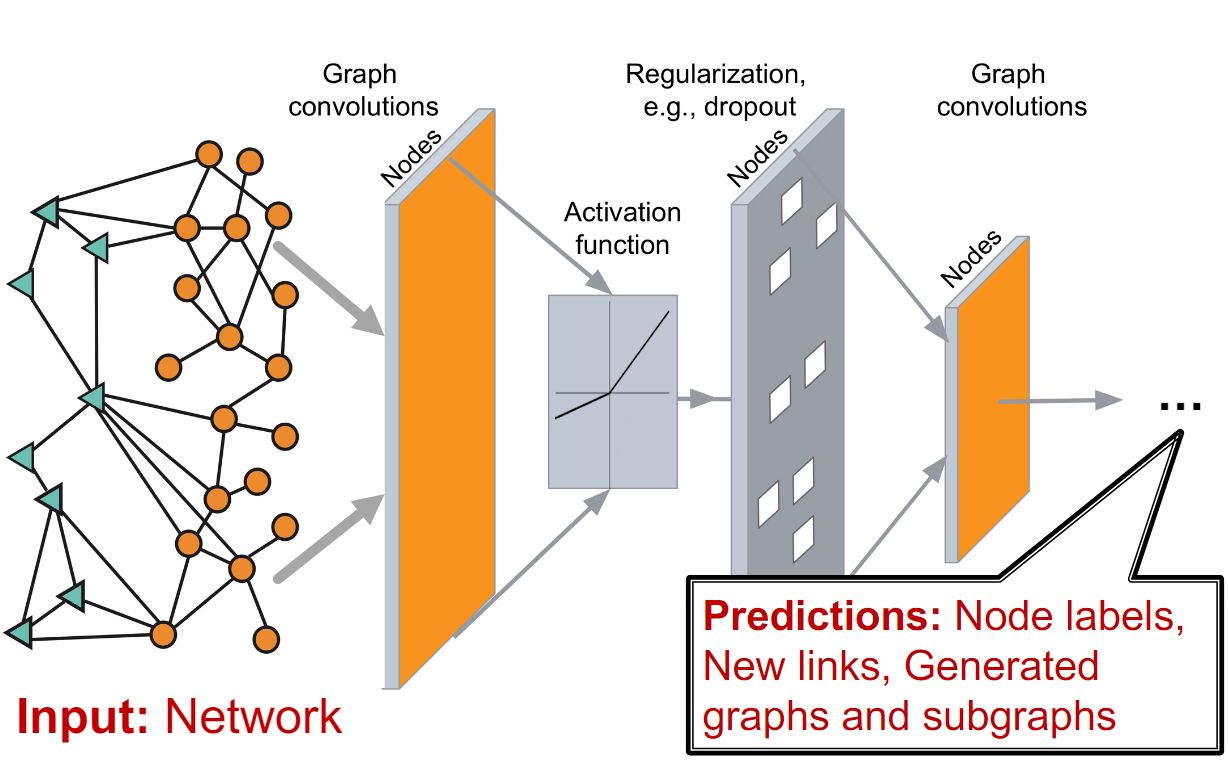 Graph
convolutions
Nodes
Activation
function
Regularization,
e.g., dropout
Nodes
Graph
convolutions
Nodes
...
Input: Network
Predictions: Node labels,
New links, Generated
graphs and subgraphs